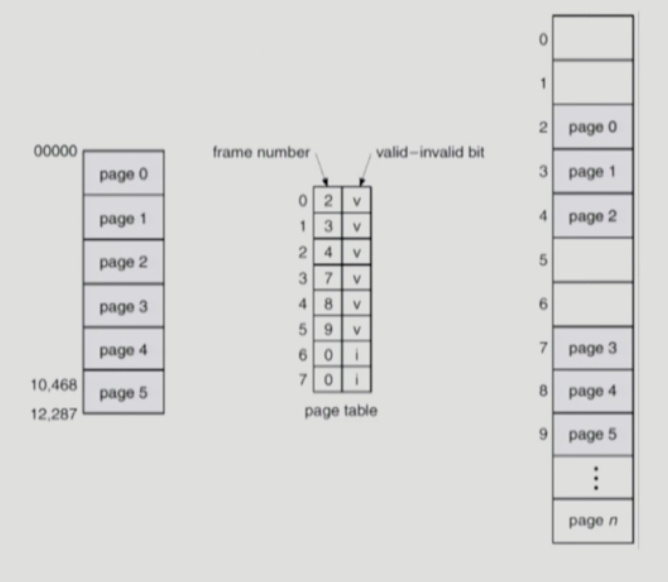 00000
page 0
page 1
page 2
page 3
page 4
10,468
page 5
12,287
frame number
valid–invalid bit
0 2 v
1 3 v
2 4 v
3 7 v
4 8 v
5 9 v
6 0 i
7 0 i
page table
0
1
2 page 0
3 page 1
4 page 2
5
6
7 page 3
8 page 4
9 page 5
⋮
page n